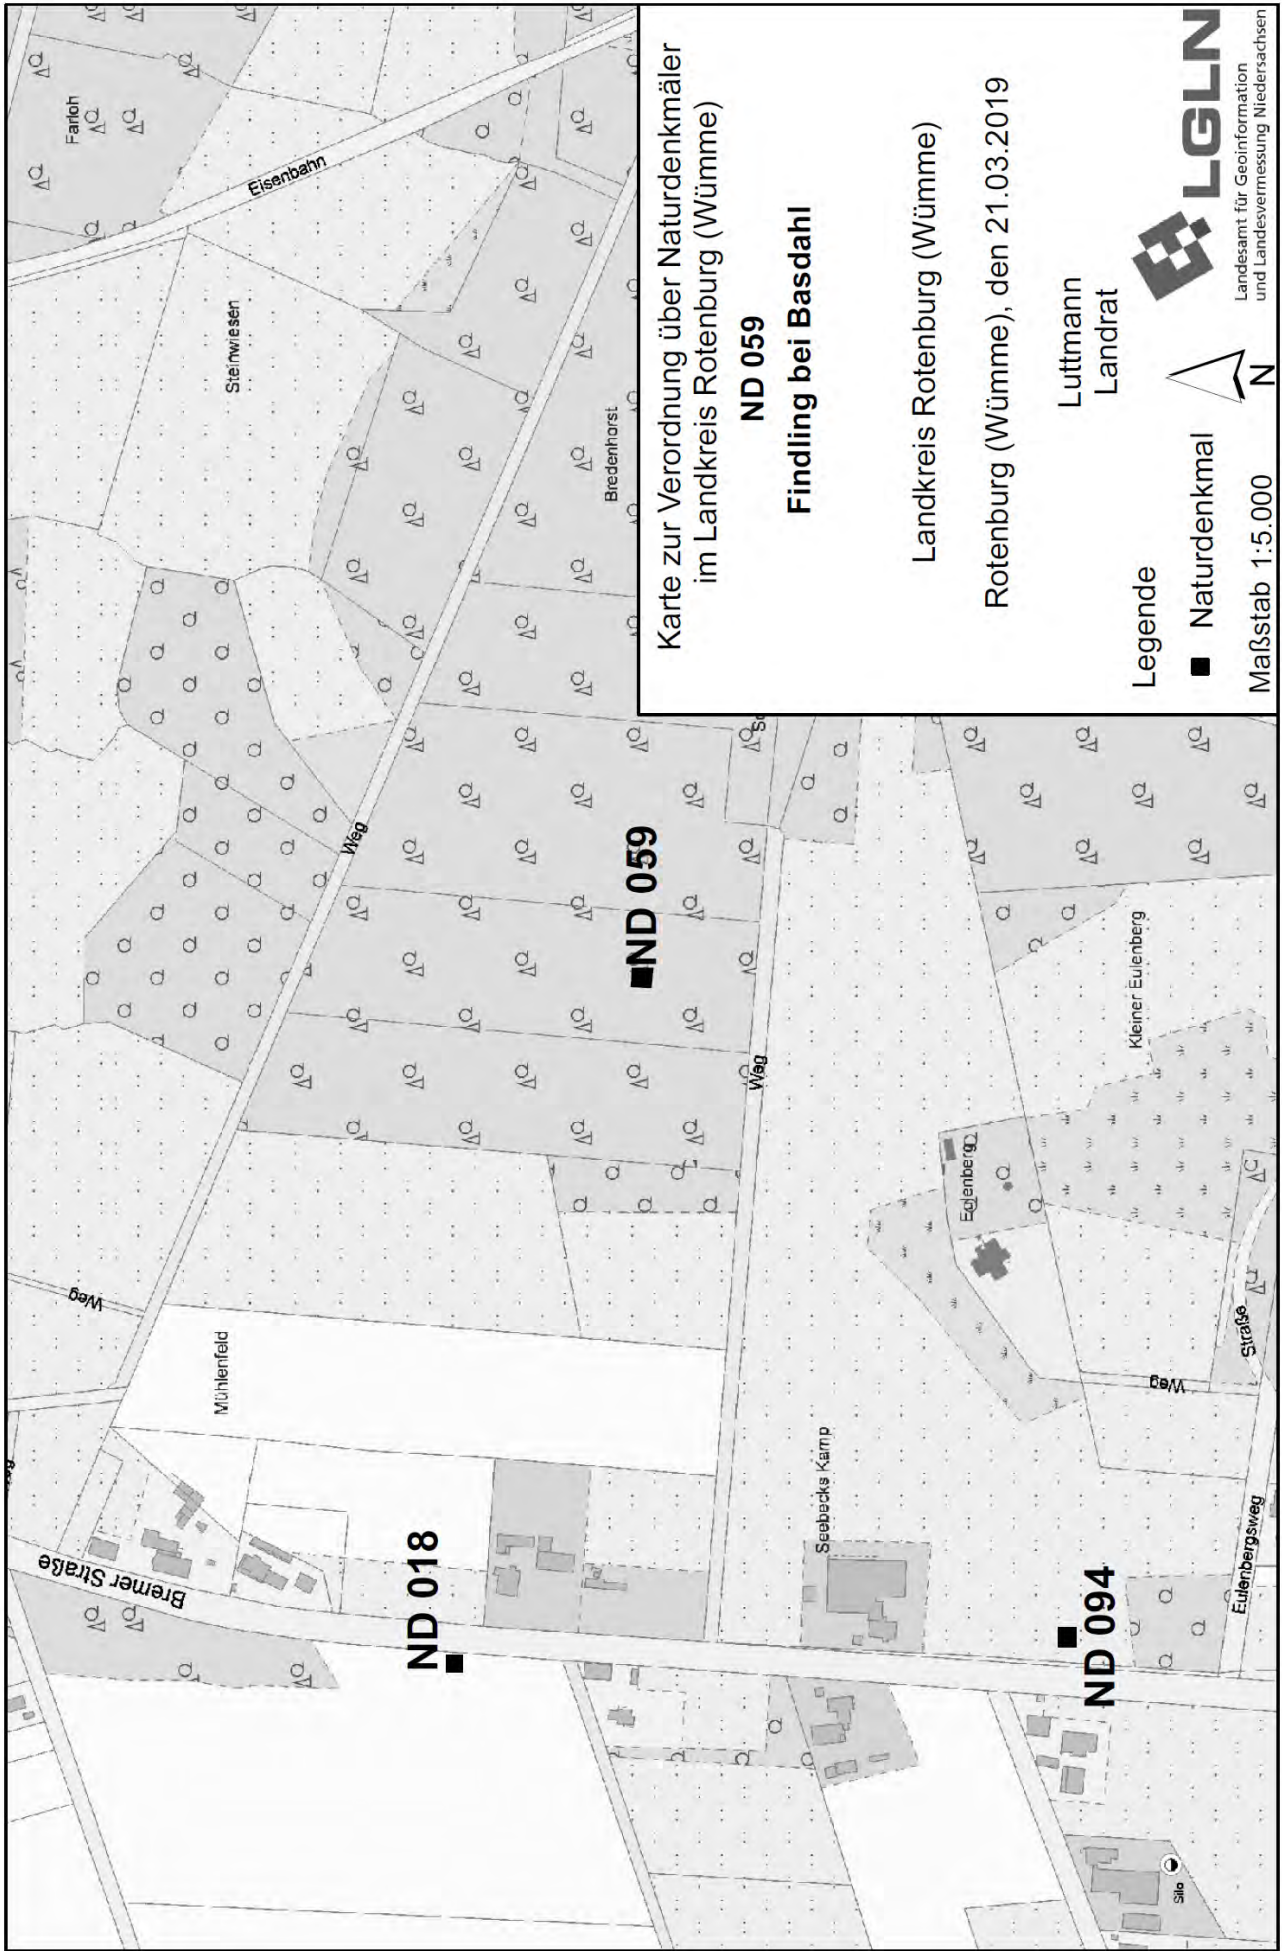 Karte zur Verordnung über Naturdenkmäler
im Landkreis Rotenburg (Wümme)
ND 059
Findling bei Basdahl
Landkreis Rotenburg (Wümme)
Rotenburg (Wümme), den 21.03.2019
Luttmann
Landrat
Legende
Naturdenkmal
Maßstab 1:5.000
N
LGLN
Landesamt für Geoinformation
und Landesvermessung Niedersachsen
Farloh
Eisenbahn
Steinwiesen
Bredenhorst
Weg
ND 059
Weg
Weg
Mühlenfeld
Bremer Straße
ND 018
Seebecks Kamp
Eulenberg
Kleiner Eulenberg
Weg
Straße
Eulenbergsweg
ND 094
Silo